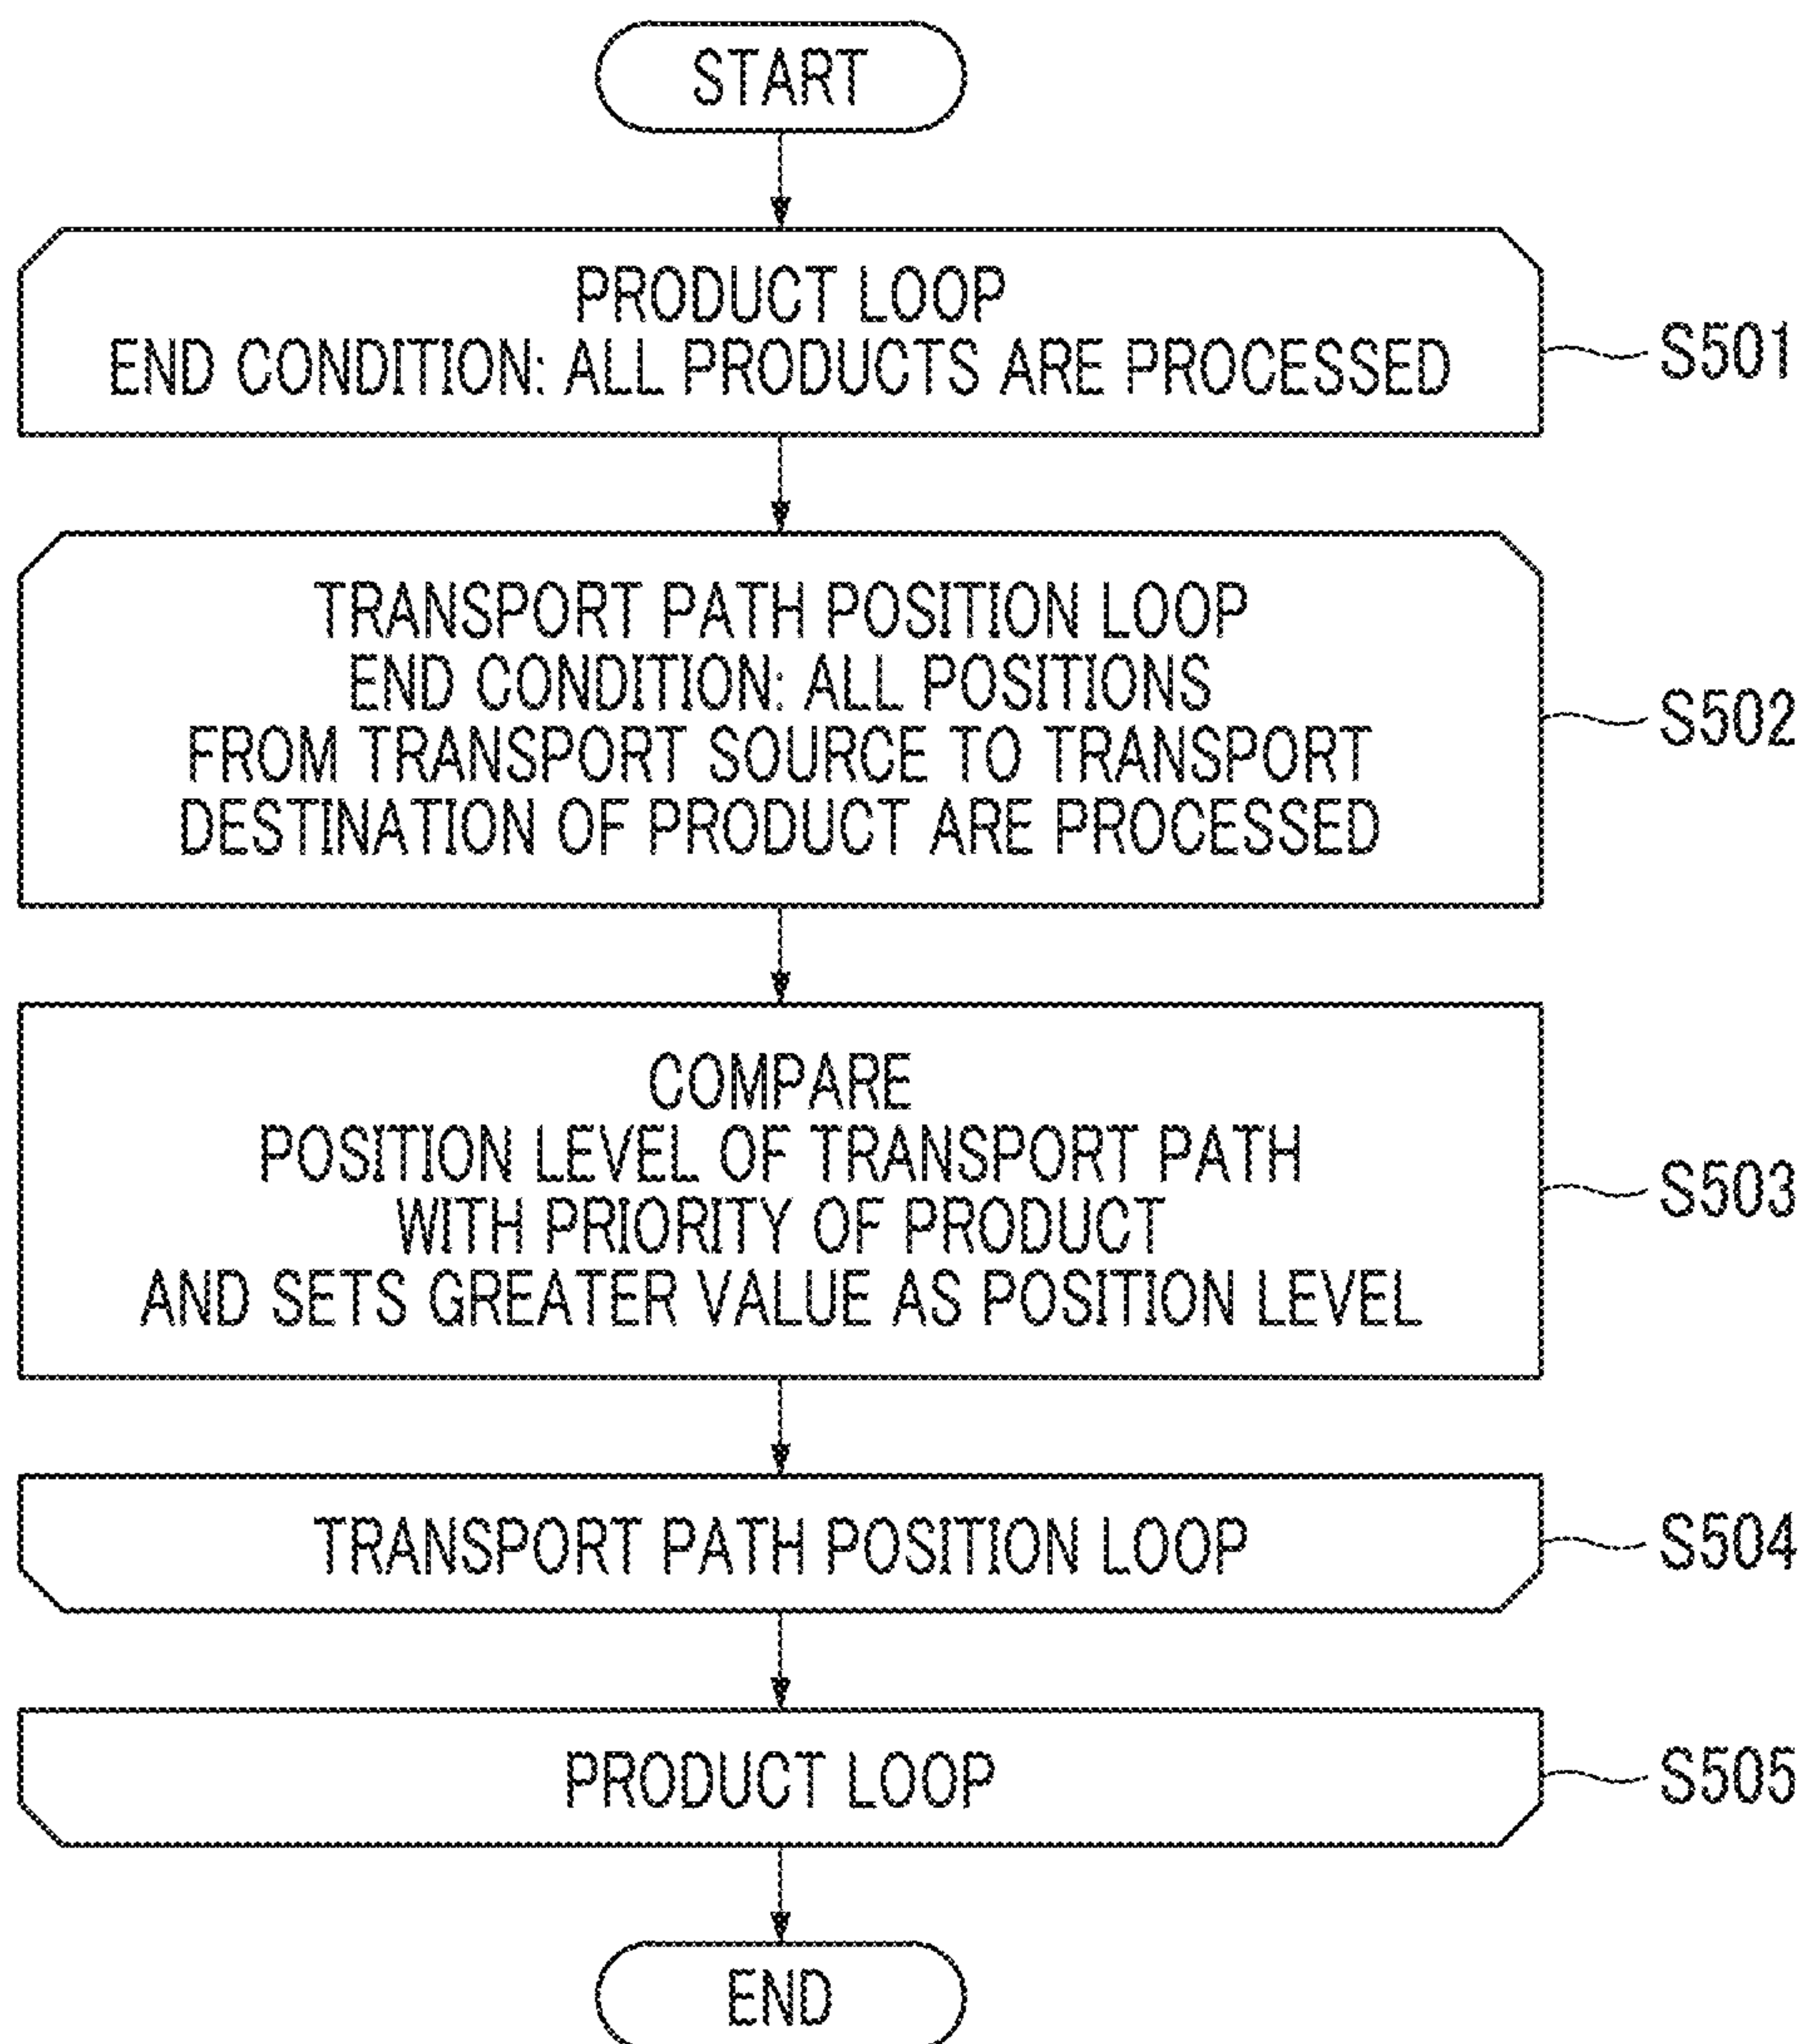 START
PRODUCT LOOP
END CONDITION: ALL PRODUCTS ARE PROCESSED
S501
TRANSPORT PATH POSITION LOOP
END CONDITION: ALL POSITIONS
FROM TRANSPORT SOURCE TO TRANSPORT
DESTINATION OF PRODUCT ARE PROCESSED
S502
COMPARE
POSITION LEVEL OF TRANSPORT PATH
WITH PRIORITY OF PRODUCT
AND SETS GREATER VALUE AS POSITION LEVEL
S503
TRANSPORT PATH POSITION LOOP
S504
PRODUCT LOOP
S505
END